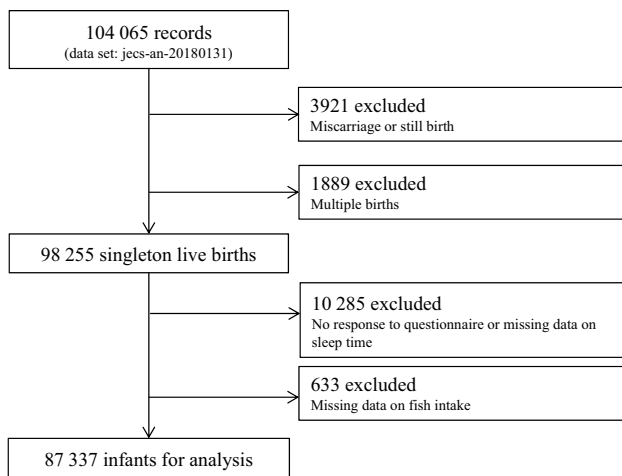 104 065 records
(data set: jecs-an-20180131)
3921 excluded
Miscarriage or still birth
1889 excluded
Multiple births
98 255 singleton live births
10 285 excluded
No response to questionnaire or missing data on
sleep time
633 excluded
Missing data on fish intake
87 337 infants for analysis